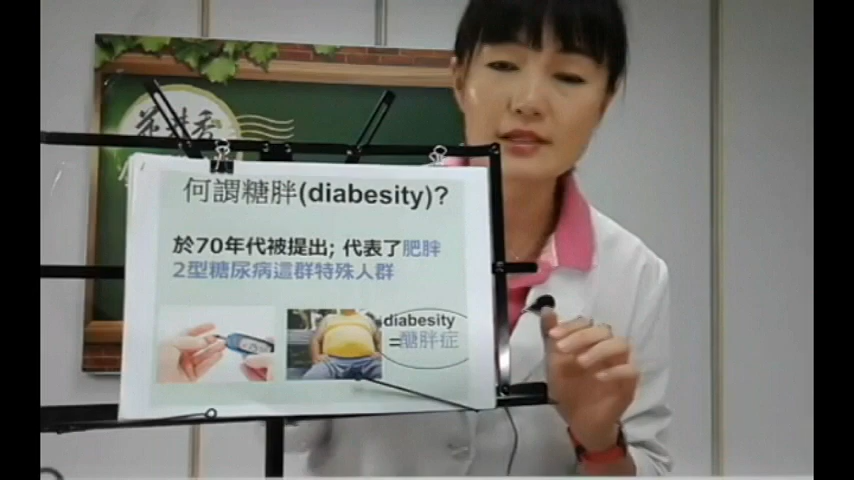 何謂糖胖(diabesity)?
於70年代被提出; 代表了肥胖
2型糖尿病這群特殊人群
diabesity
=醣胖症